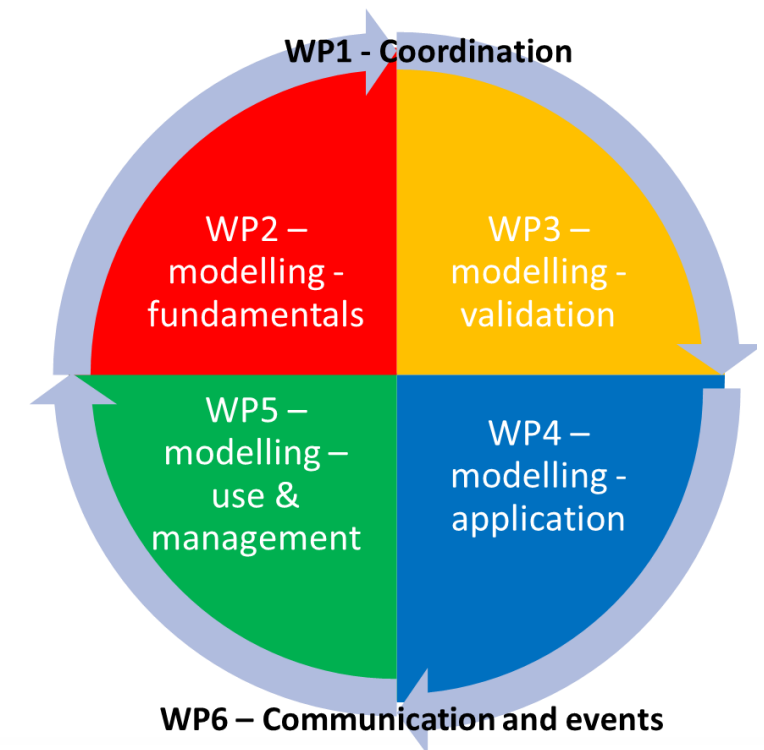 WP1 - Coordination
WP2 –
modelling -
fundamentals
WP3 –
modelling -
validation
WP5 –
modelling –
use &
management
WP4 –
modelling -
application
WP6 – Communication and events